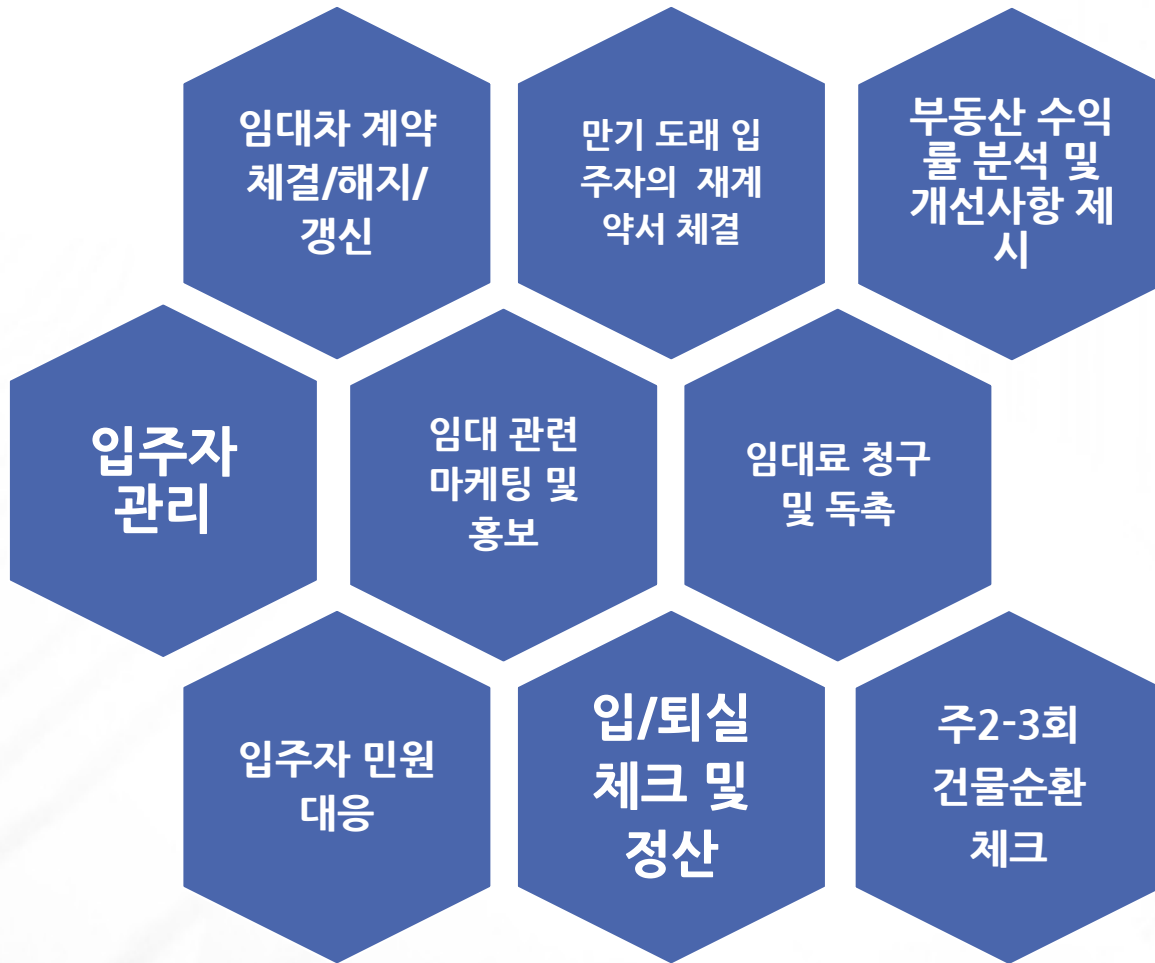 임대차 계약
체결/해지/
갱신
만기 도래 입
주자의 재계
약서 체결
부동산 수익
률 분석 및
개선사항 제
시
입주자
관리
임대 관련
마케팅 및
홍보
임대료 청구
및 독촉
입주자 민원
대응
입/퇴실
체크 및
정산
주2-3회
건물순환
체크